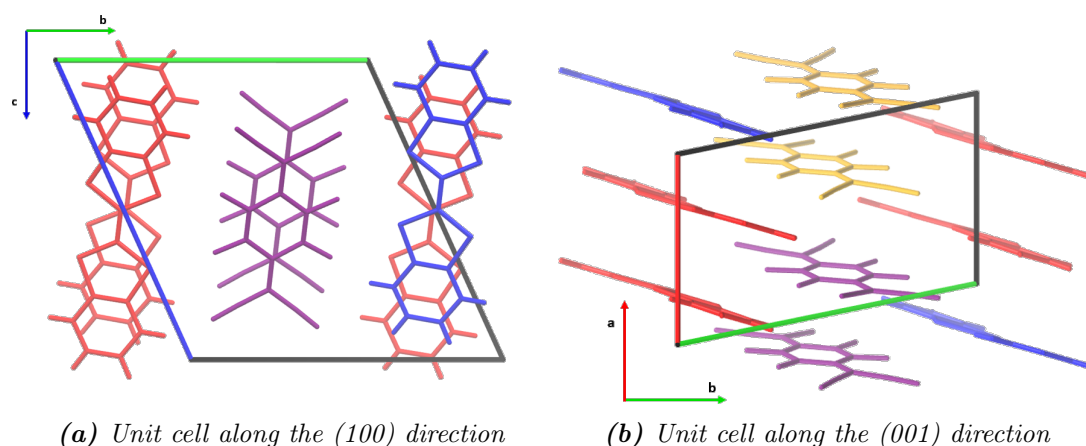 b
c
a
b
(a) Unit cell along the (100) direction
(b) Unit cell along the (001) direction